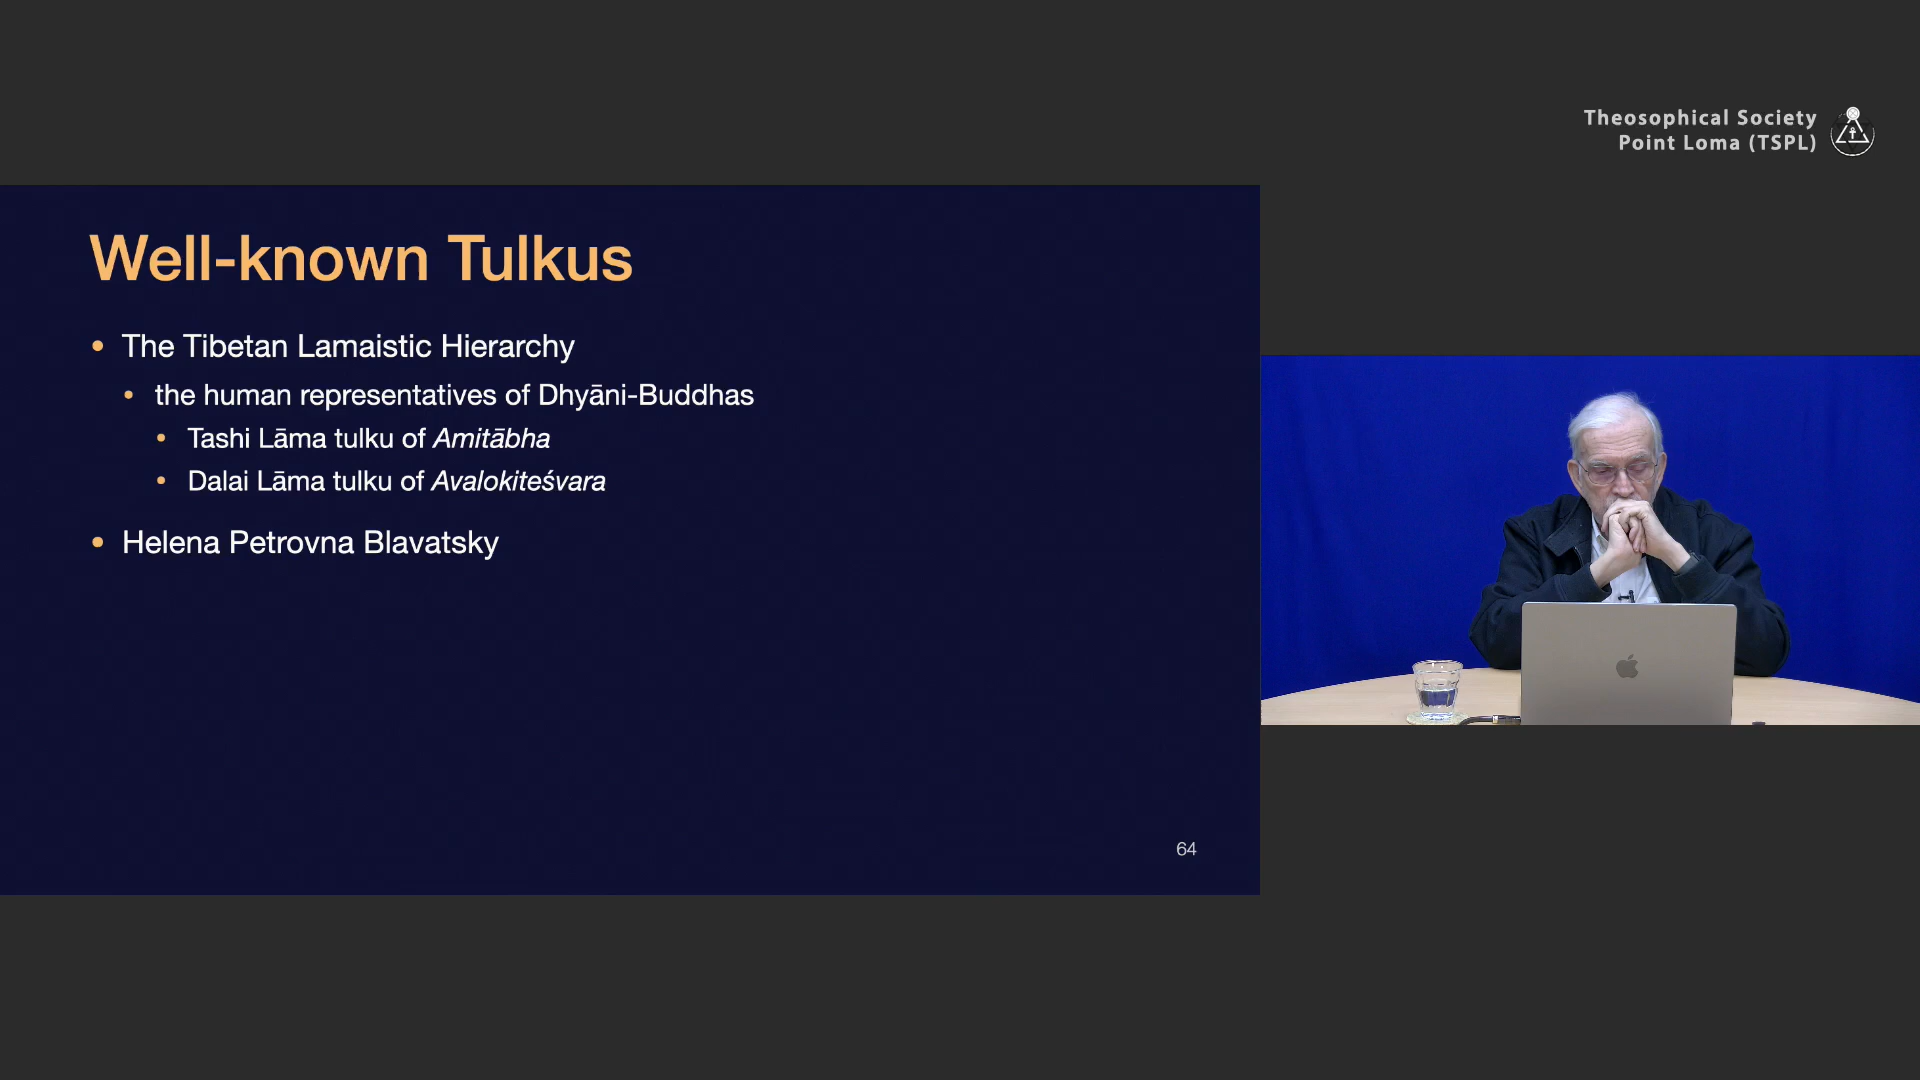 Theosophical Society
Point Loma (TSPL)
Well-known Tulkus
• The Tibetan Lamaistic Hierarchy
• the human representatives of Dhyāni-Buddhas
• Tashi Lāma tulku of Amitābha
• Dalai Lāma tulku of Avalokiteśvara
• Helena Petrovna Blavatsky
64